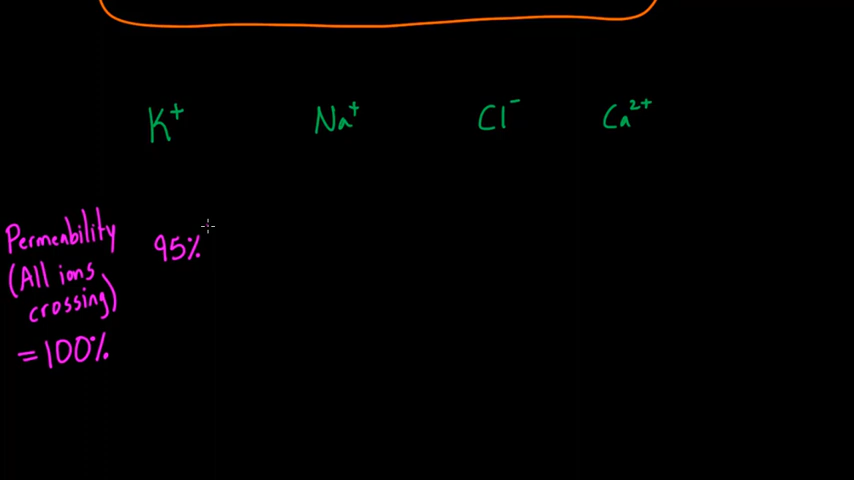 K⁺ Na⁺ Cl⁻ Ca²⁺
Permeability 95%
(All ions
crossing)
=100%